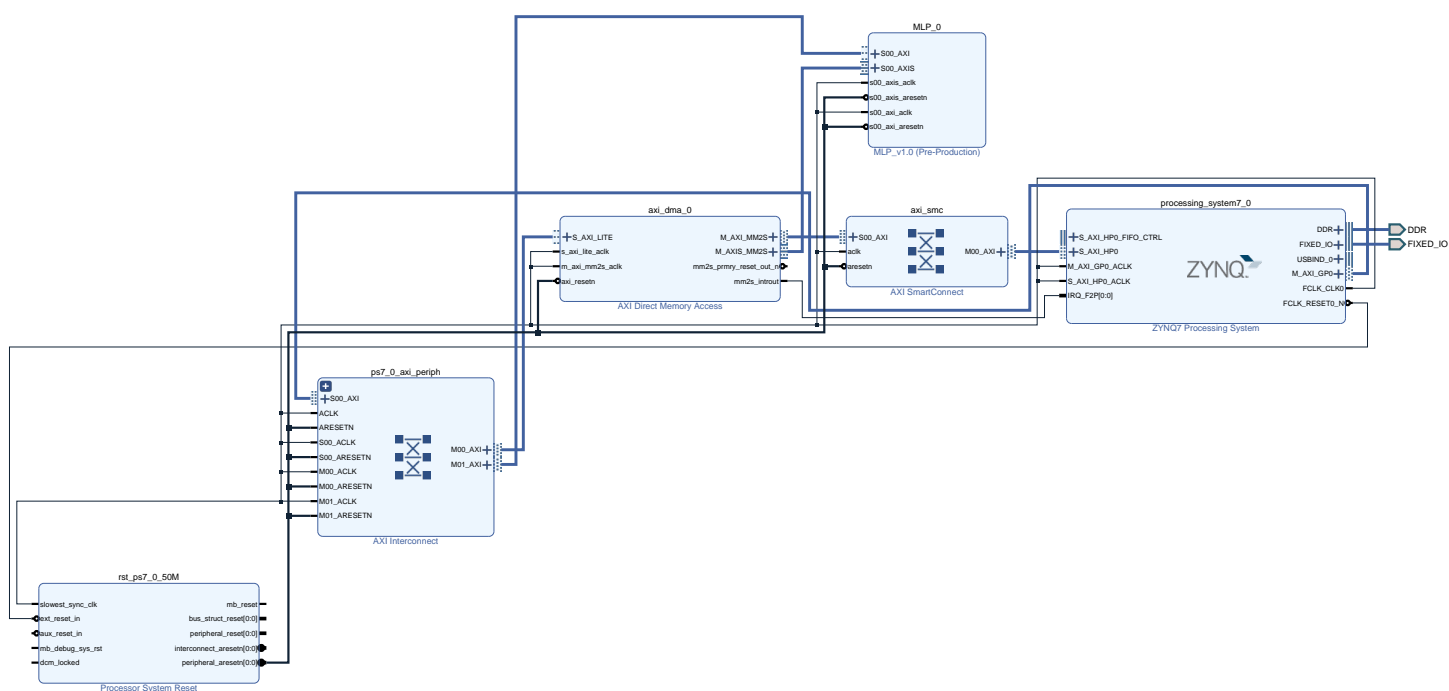 MLP_0
S00_AXI
S00_AXIS
s00_axis_aclk
s00_axis_aresetn
s00_axi_aclk
s00_axi_aresetn
MLP_v1.0 (Pre-Production)
axi_dma_0
S_AXI_LITE
s_axi_lite_aclk
m_axi_mm2s_aclk
axi_resetn
M_AXI_MM2S
M_AXIS_MM2S
mm2s_prmry_reset_out_n
mm2s_introut
AXI Direct Memory Access
axi_smc
S00_AXI
aclk
aresetn
M00_AXI
AXI SmartConnect
processing_system7_0
S_AXI_HP0_FIFO_CTRL
S_AXI_HP0
M_AXI_GP0_ACLK
S_AXI_HP0_ACLK
IRQ_F2P[0:0]
ZYNQ
DDR
FIXED_IO
USBIND_0
M_AXI_GP0
FCLK_CLK0
FCLK_RESET0_N
ZYNQ7 Processing System
DDR
FIXED_IO
ps7_0_axi_periph
S00_AXI
ACLK
ARESETN
S00_ACLK
S00_ARESETN
M00_ACLK
M00_ARESETN
M01_ACLK
M01_ARESETN
M00_AXI
M01_AXI
AXI Interconnect
rst_ps7_0_50M
slowest_sync_clk
ext_reset_in
aux_reset_in
mb_debug_sys_rst
dcm_locked
mb_reset
bus_struct_reset[0:0]
peripheral_reset[0:0]
interconnect_aresetn[0:0]
peripheral_aresetn[0:0]
Processor System Reset